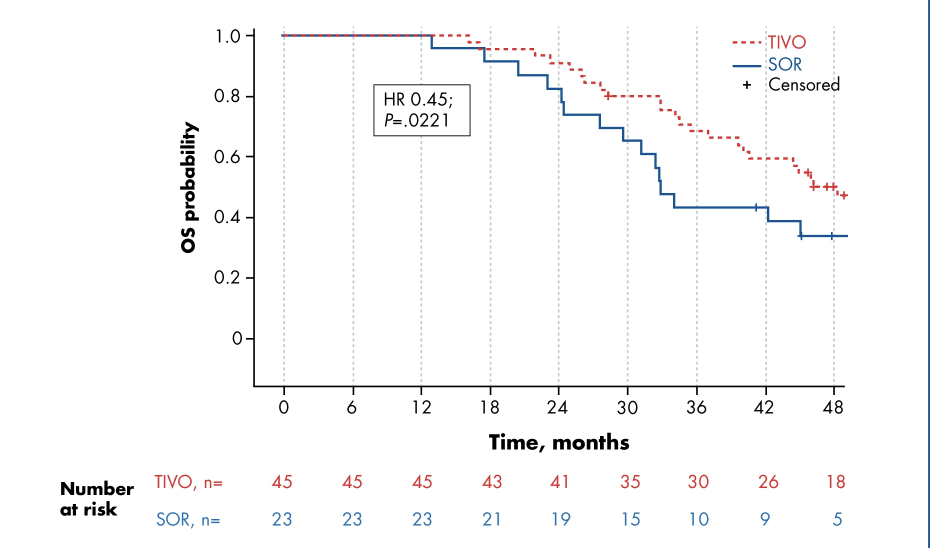 1.0
0.8
0.6
0.4
0.2
0
OS probability
HR 0.45;
P=.0221
TIVO
SOR
+ Censored
0 6 12 18 24 30 36 42 48
Time, months
Number
at risk
TIVO, n= 45 45 45 43 41 35 30 26 18
SOR, n= 23 23 23 21 19 15 10 9 5